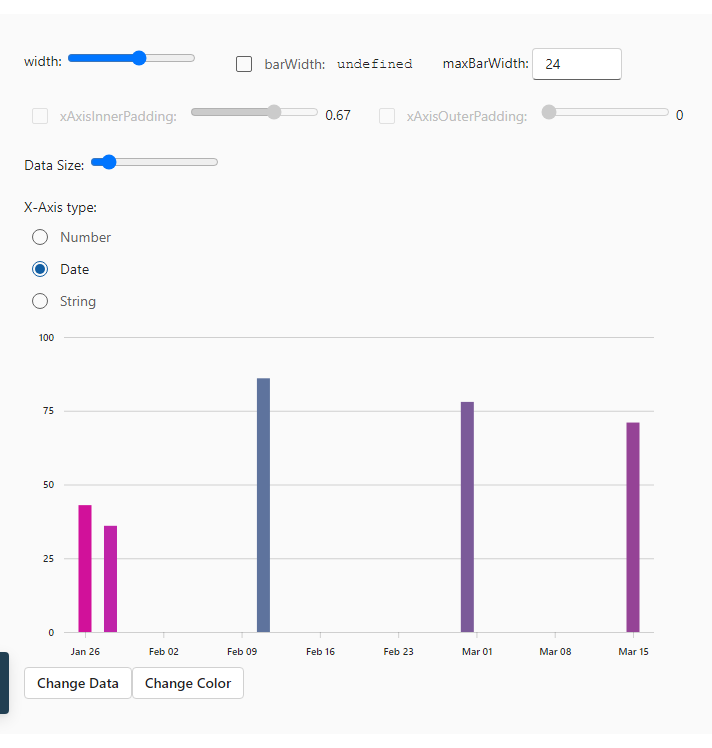 width: barWidth: undefined maxBarWidth: 24
xAxisInnerPadding: 0.67 xAxisOuterPadding: 0
Data Size:
X-Axis type:
Number
Date
String
100
75
50
25
0
Jan 26 Feb 02 Feb 09 Feb 16 Feb 23 Mar 01 Mar 08 Mar 15
Change Data Change Color